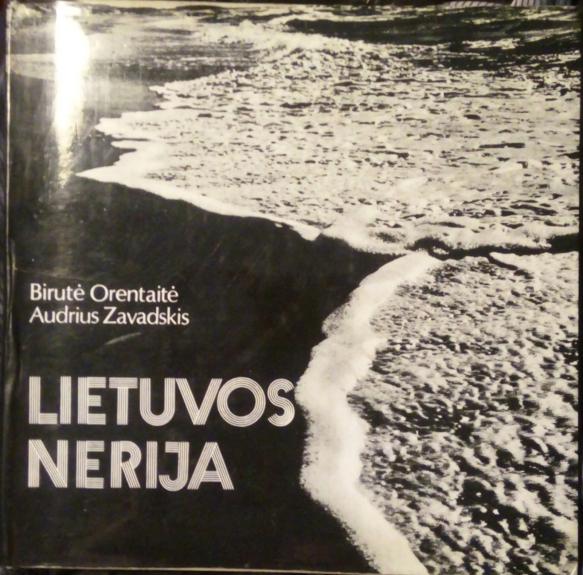 Birutė Orentaitė
Audrius Zavadskis
LIETUVOS
NERIJA